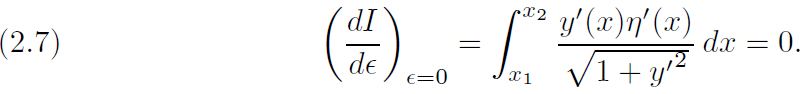 (2.7) $\left(\frac{dI}{d\epsilon}\right)_{\epsilon=0} = \int_{x_1}^{x_2} \frac{y'(x)\eta'(x)}{\sqrt{1+y'^2}}\,dx = 0.$